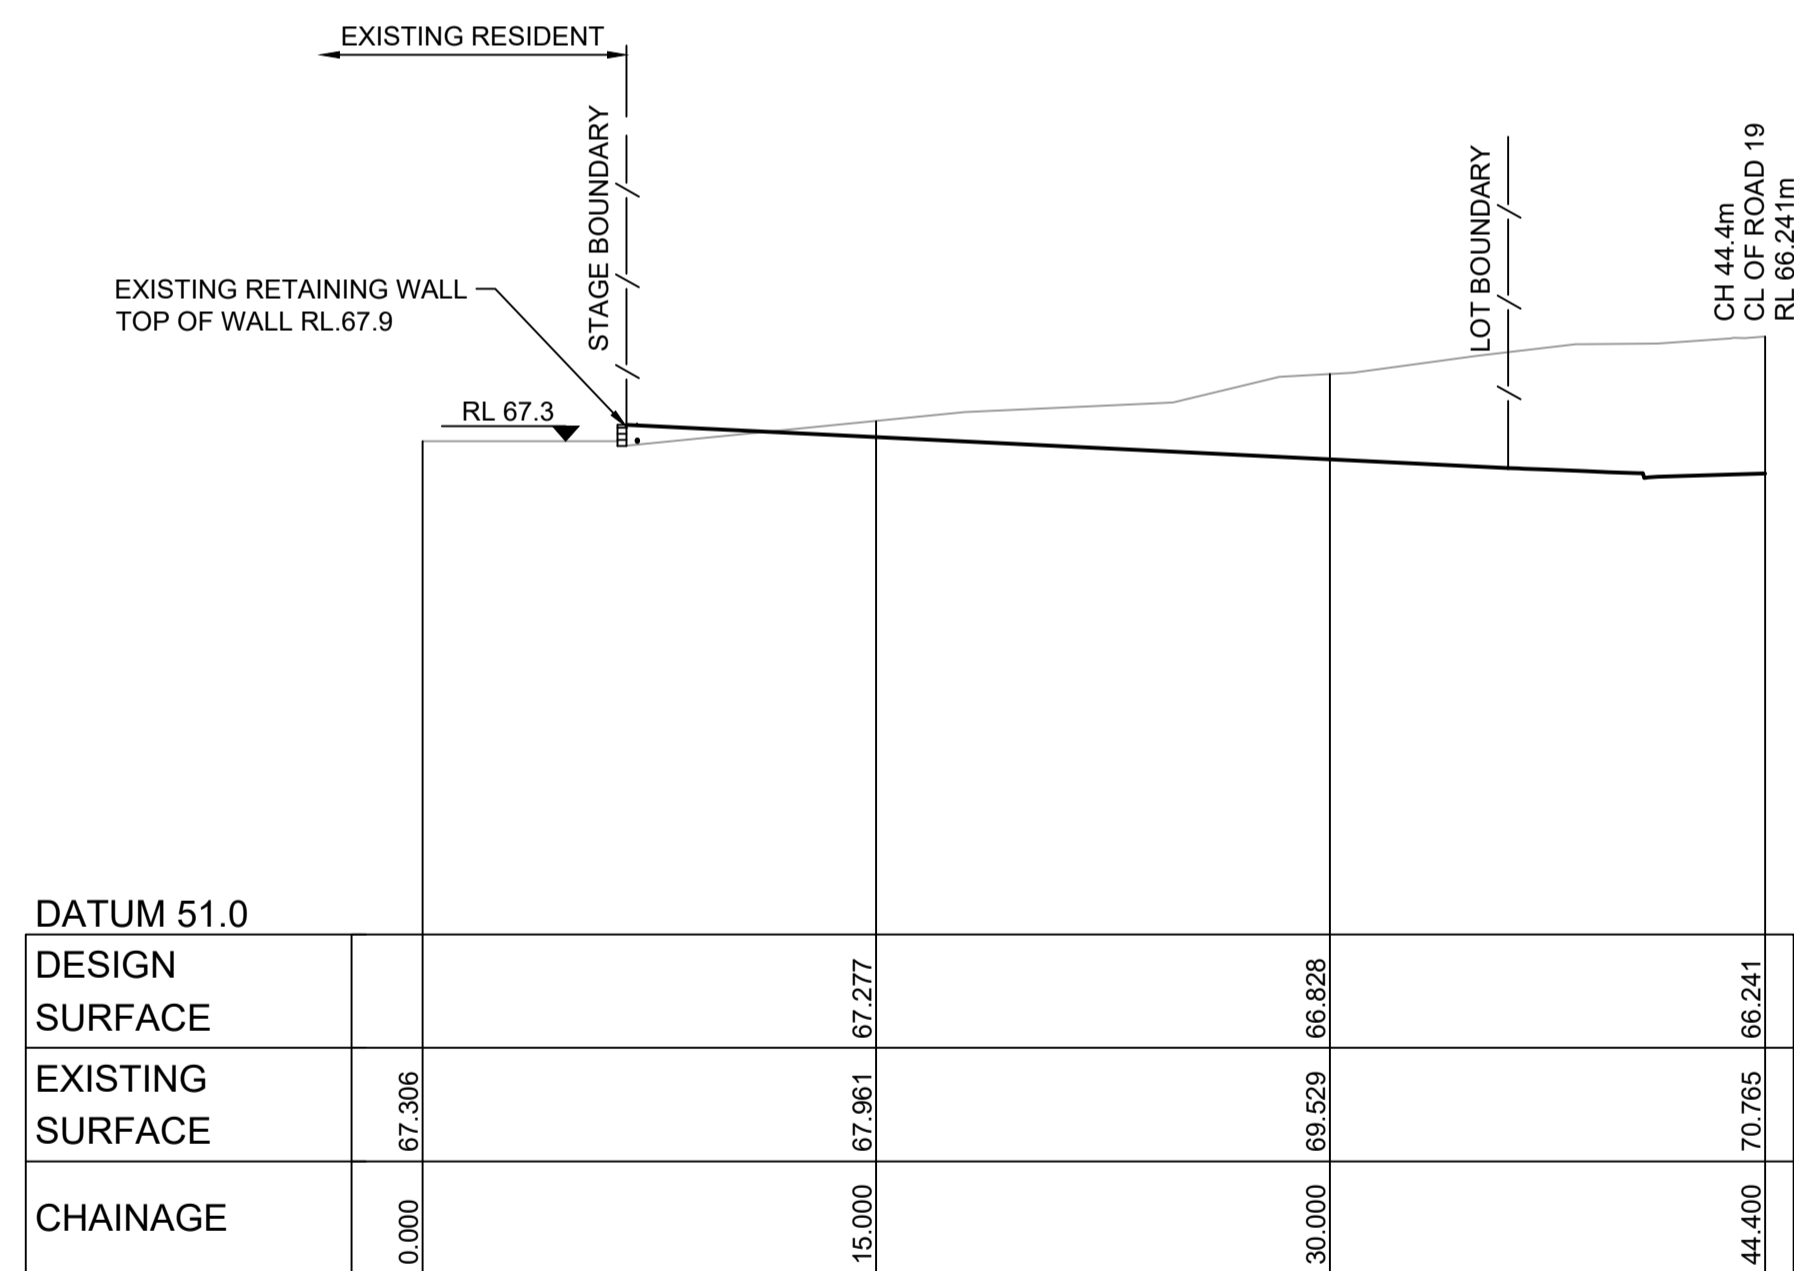 EXISTING RESIDENT
STAGE BOUNDARY
EXISTING RETAINING WALL
TOP OF WALL RL.67.9
RL 67.3
LOT BOUNDARY
CH 44.4m
CL OF ROAD 19
RL 66.241m
DATUM 51.0
DESIGN
SURFACE
67.277
66.828
66.241
EXISTING
SURFACE
67.306
67.961
69.529
70.765
CHAINAGE
0.000
15.000
30.000
44.400